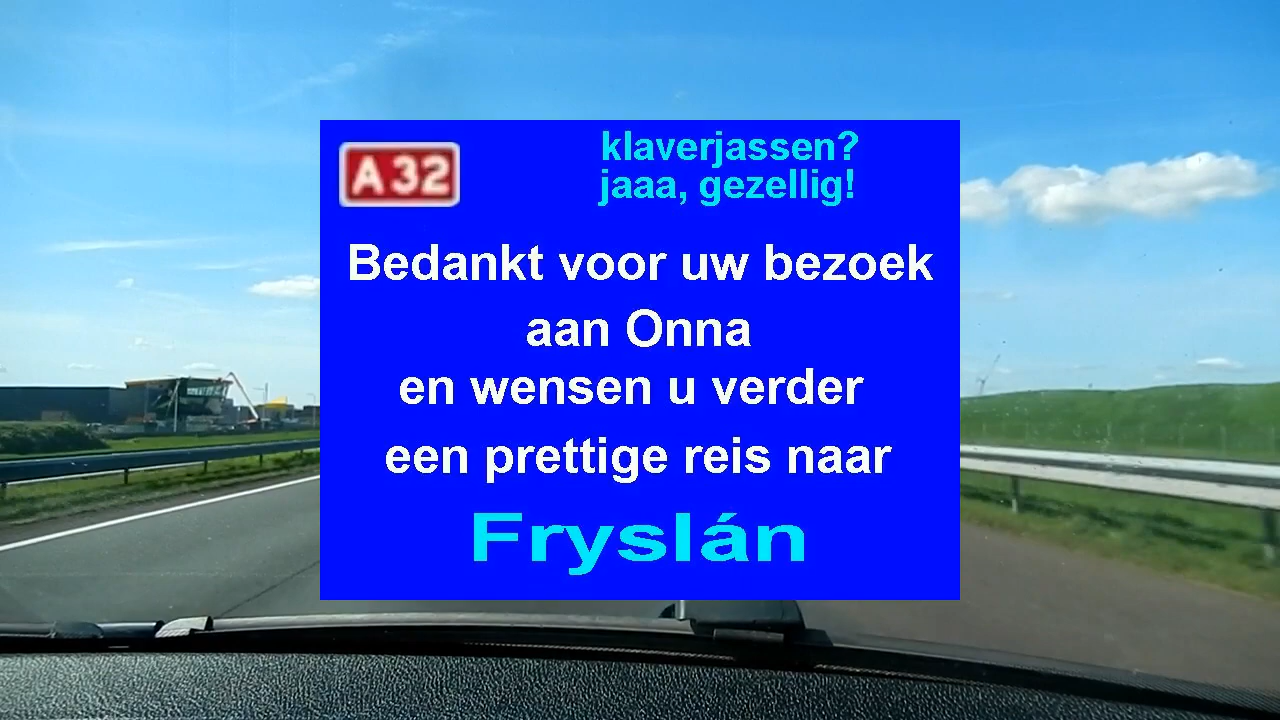 A32
klaverjassen?
jaaa, gezellig!
Bedankt voor uw bezoek
aan Onna
en wensen u verder
een prettige reis naar
Fryslán